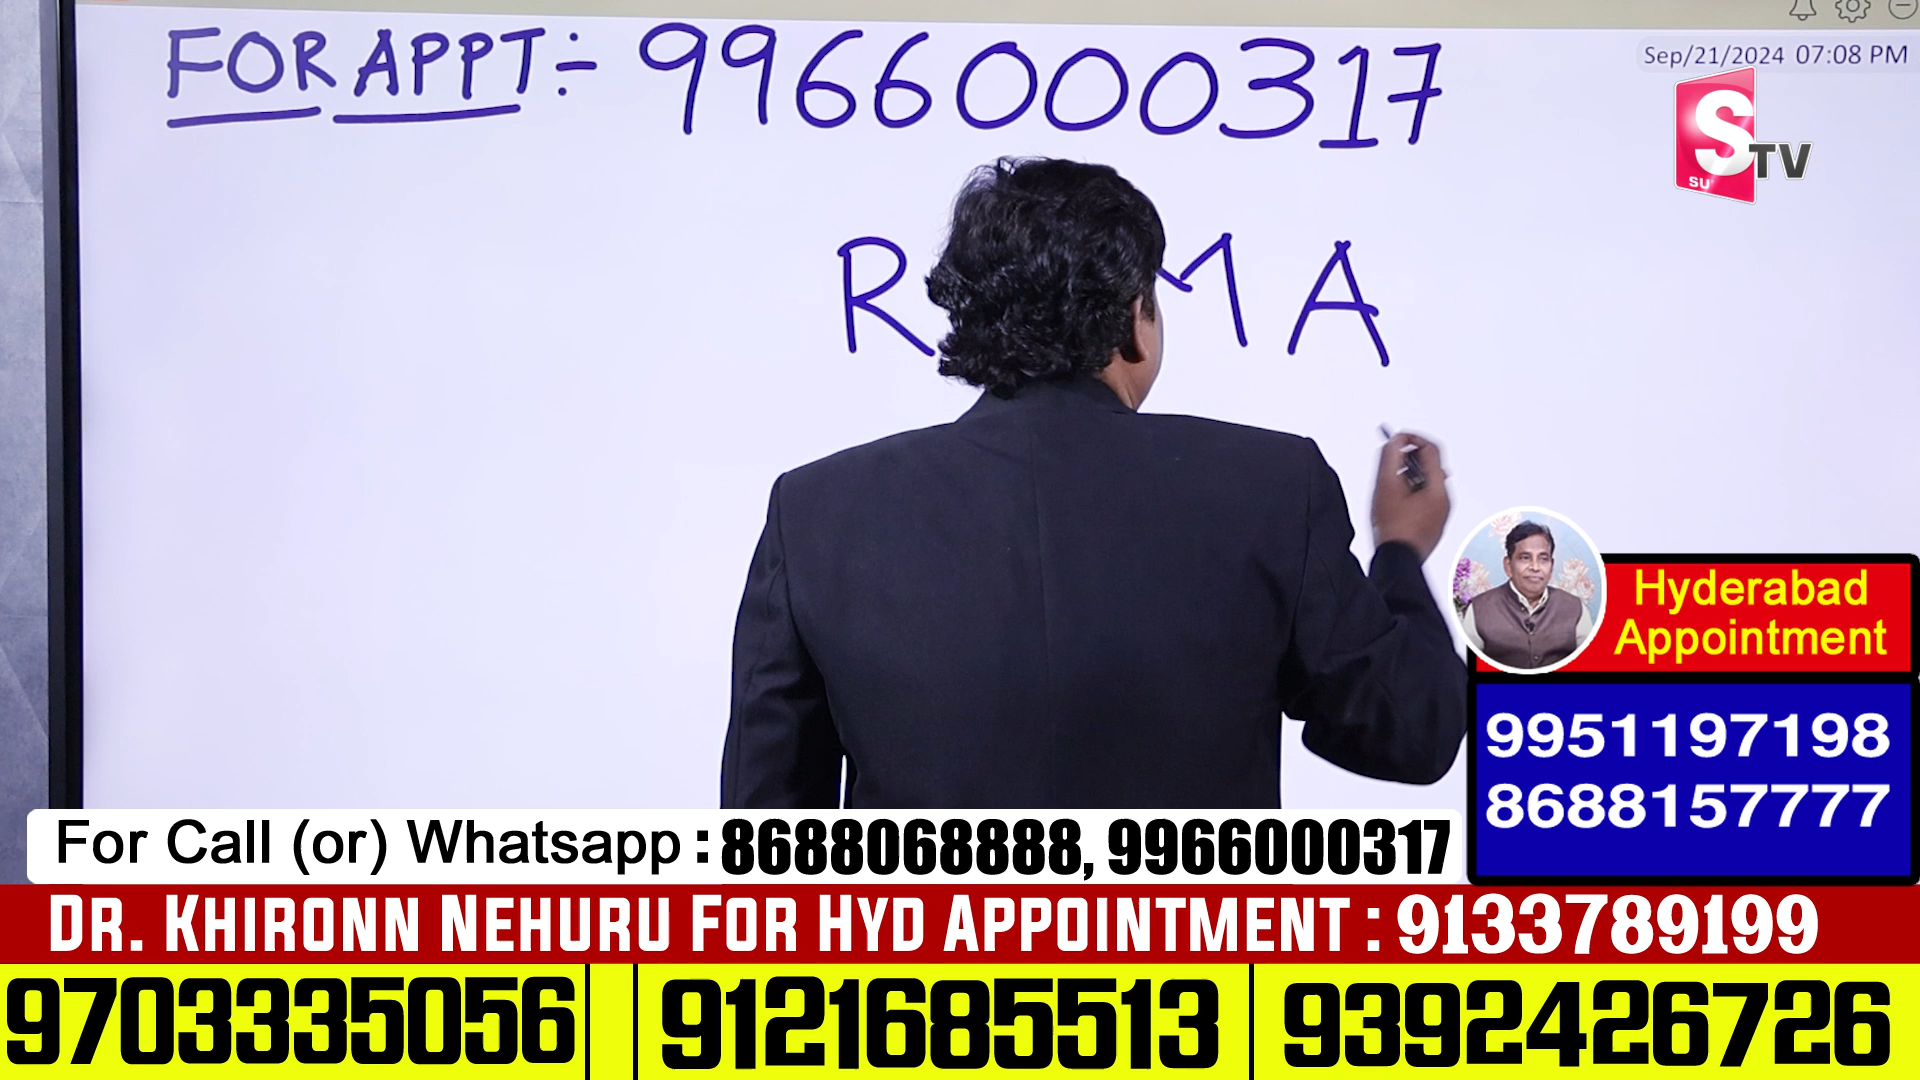 FOR APPT:- 9966000317
Sep/21/2024 07:08 PM
S TV
SU
R M A
Hyderabad
Appointment
9951197198
8688157777
For Call (or) Whatsapp : 8688068888, 9966000317
DR. KHIRONN NEHURU FOR HYD APPOINTMENT : 9133789199
9703335056 9121685513 9392426726